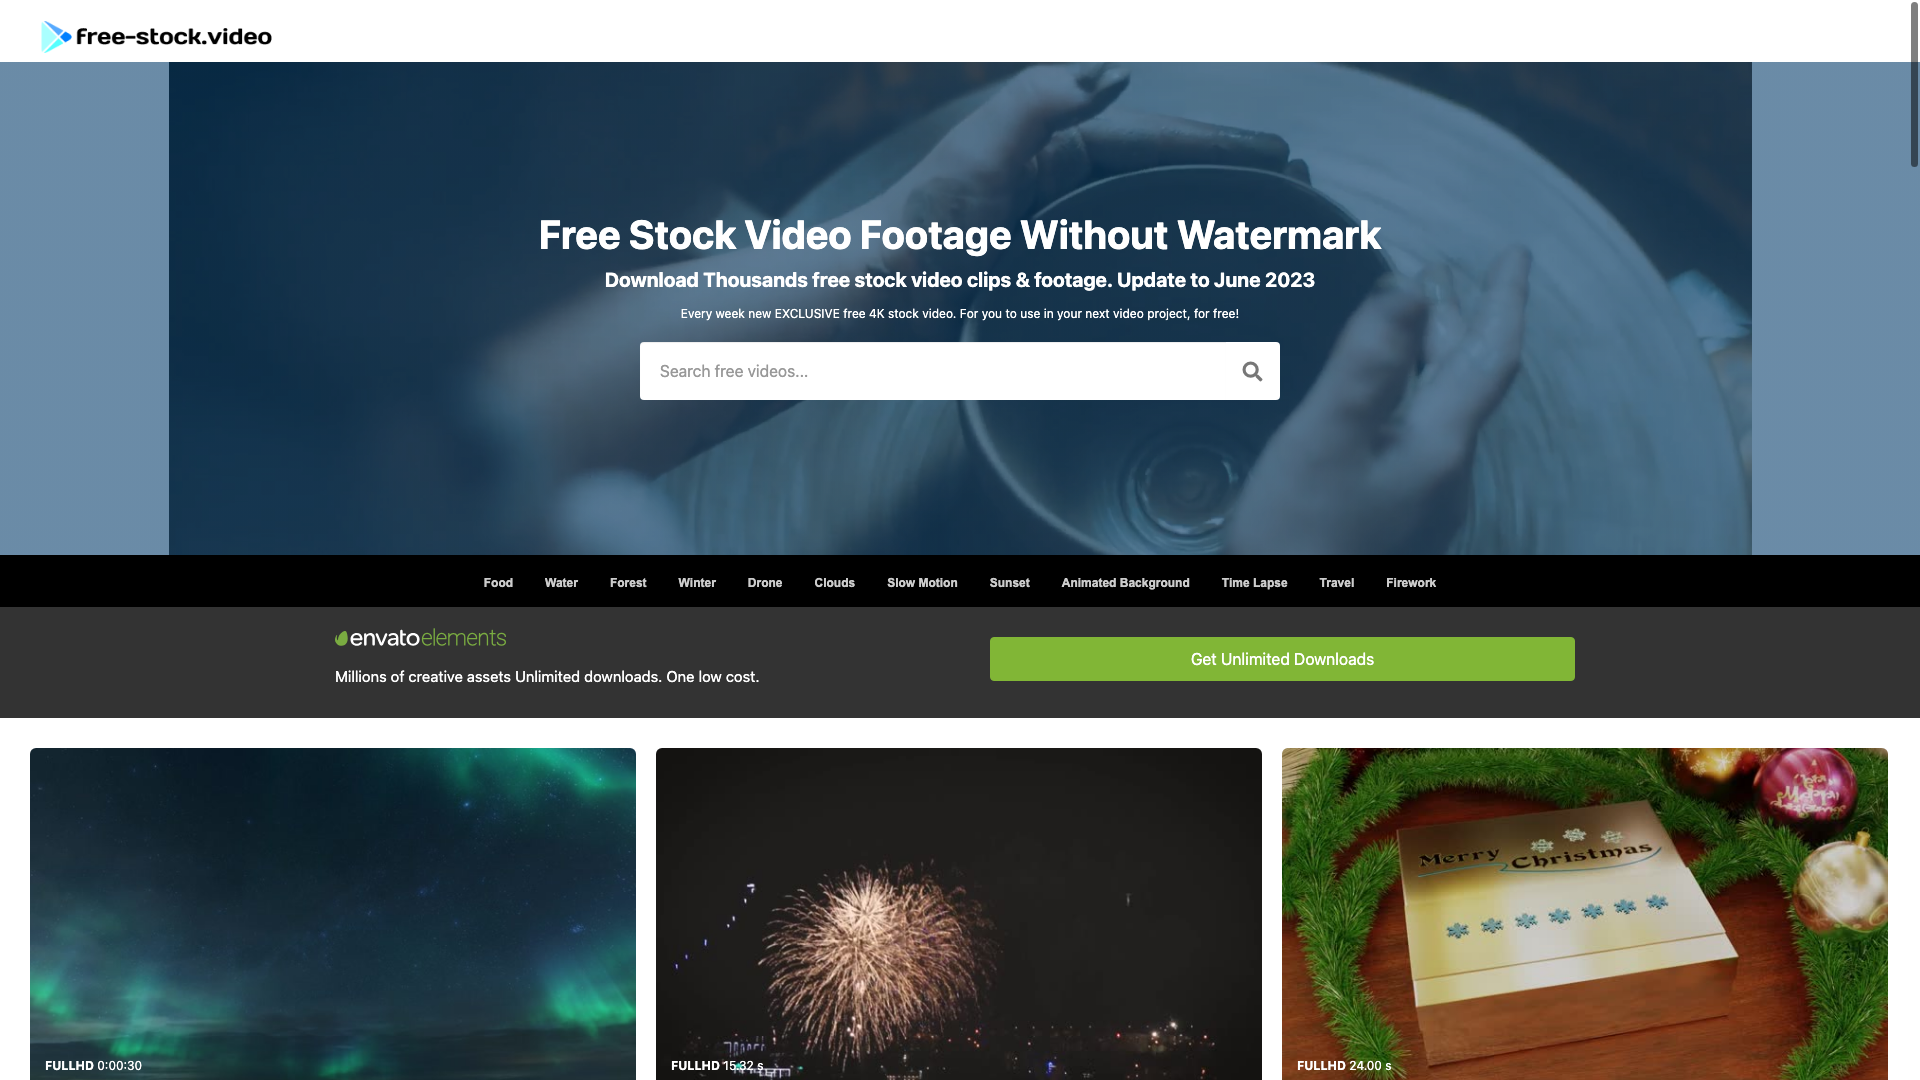 free-stock.video
Free Stock Video Footage Without Watermark
Download Thousands free stock video clips & footage. Update to June 2023
Every week new EXCLUSIVE free 4K stock video. For you to use in your next video project, for free!
Search free videos...
Food Water Forest Winter Drone Clouds Slow Motion Sunset Animated Background Time Lapse Travel Firework
envatoelements
Millions of creative assets Unlimited downloads. One low cost.
Get Unlimited Downloads
Merry Christmas
FULLHD 0:00:30
FULLHD 15.32 s
FULLHD 24.00 s